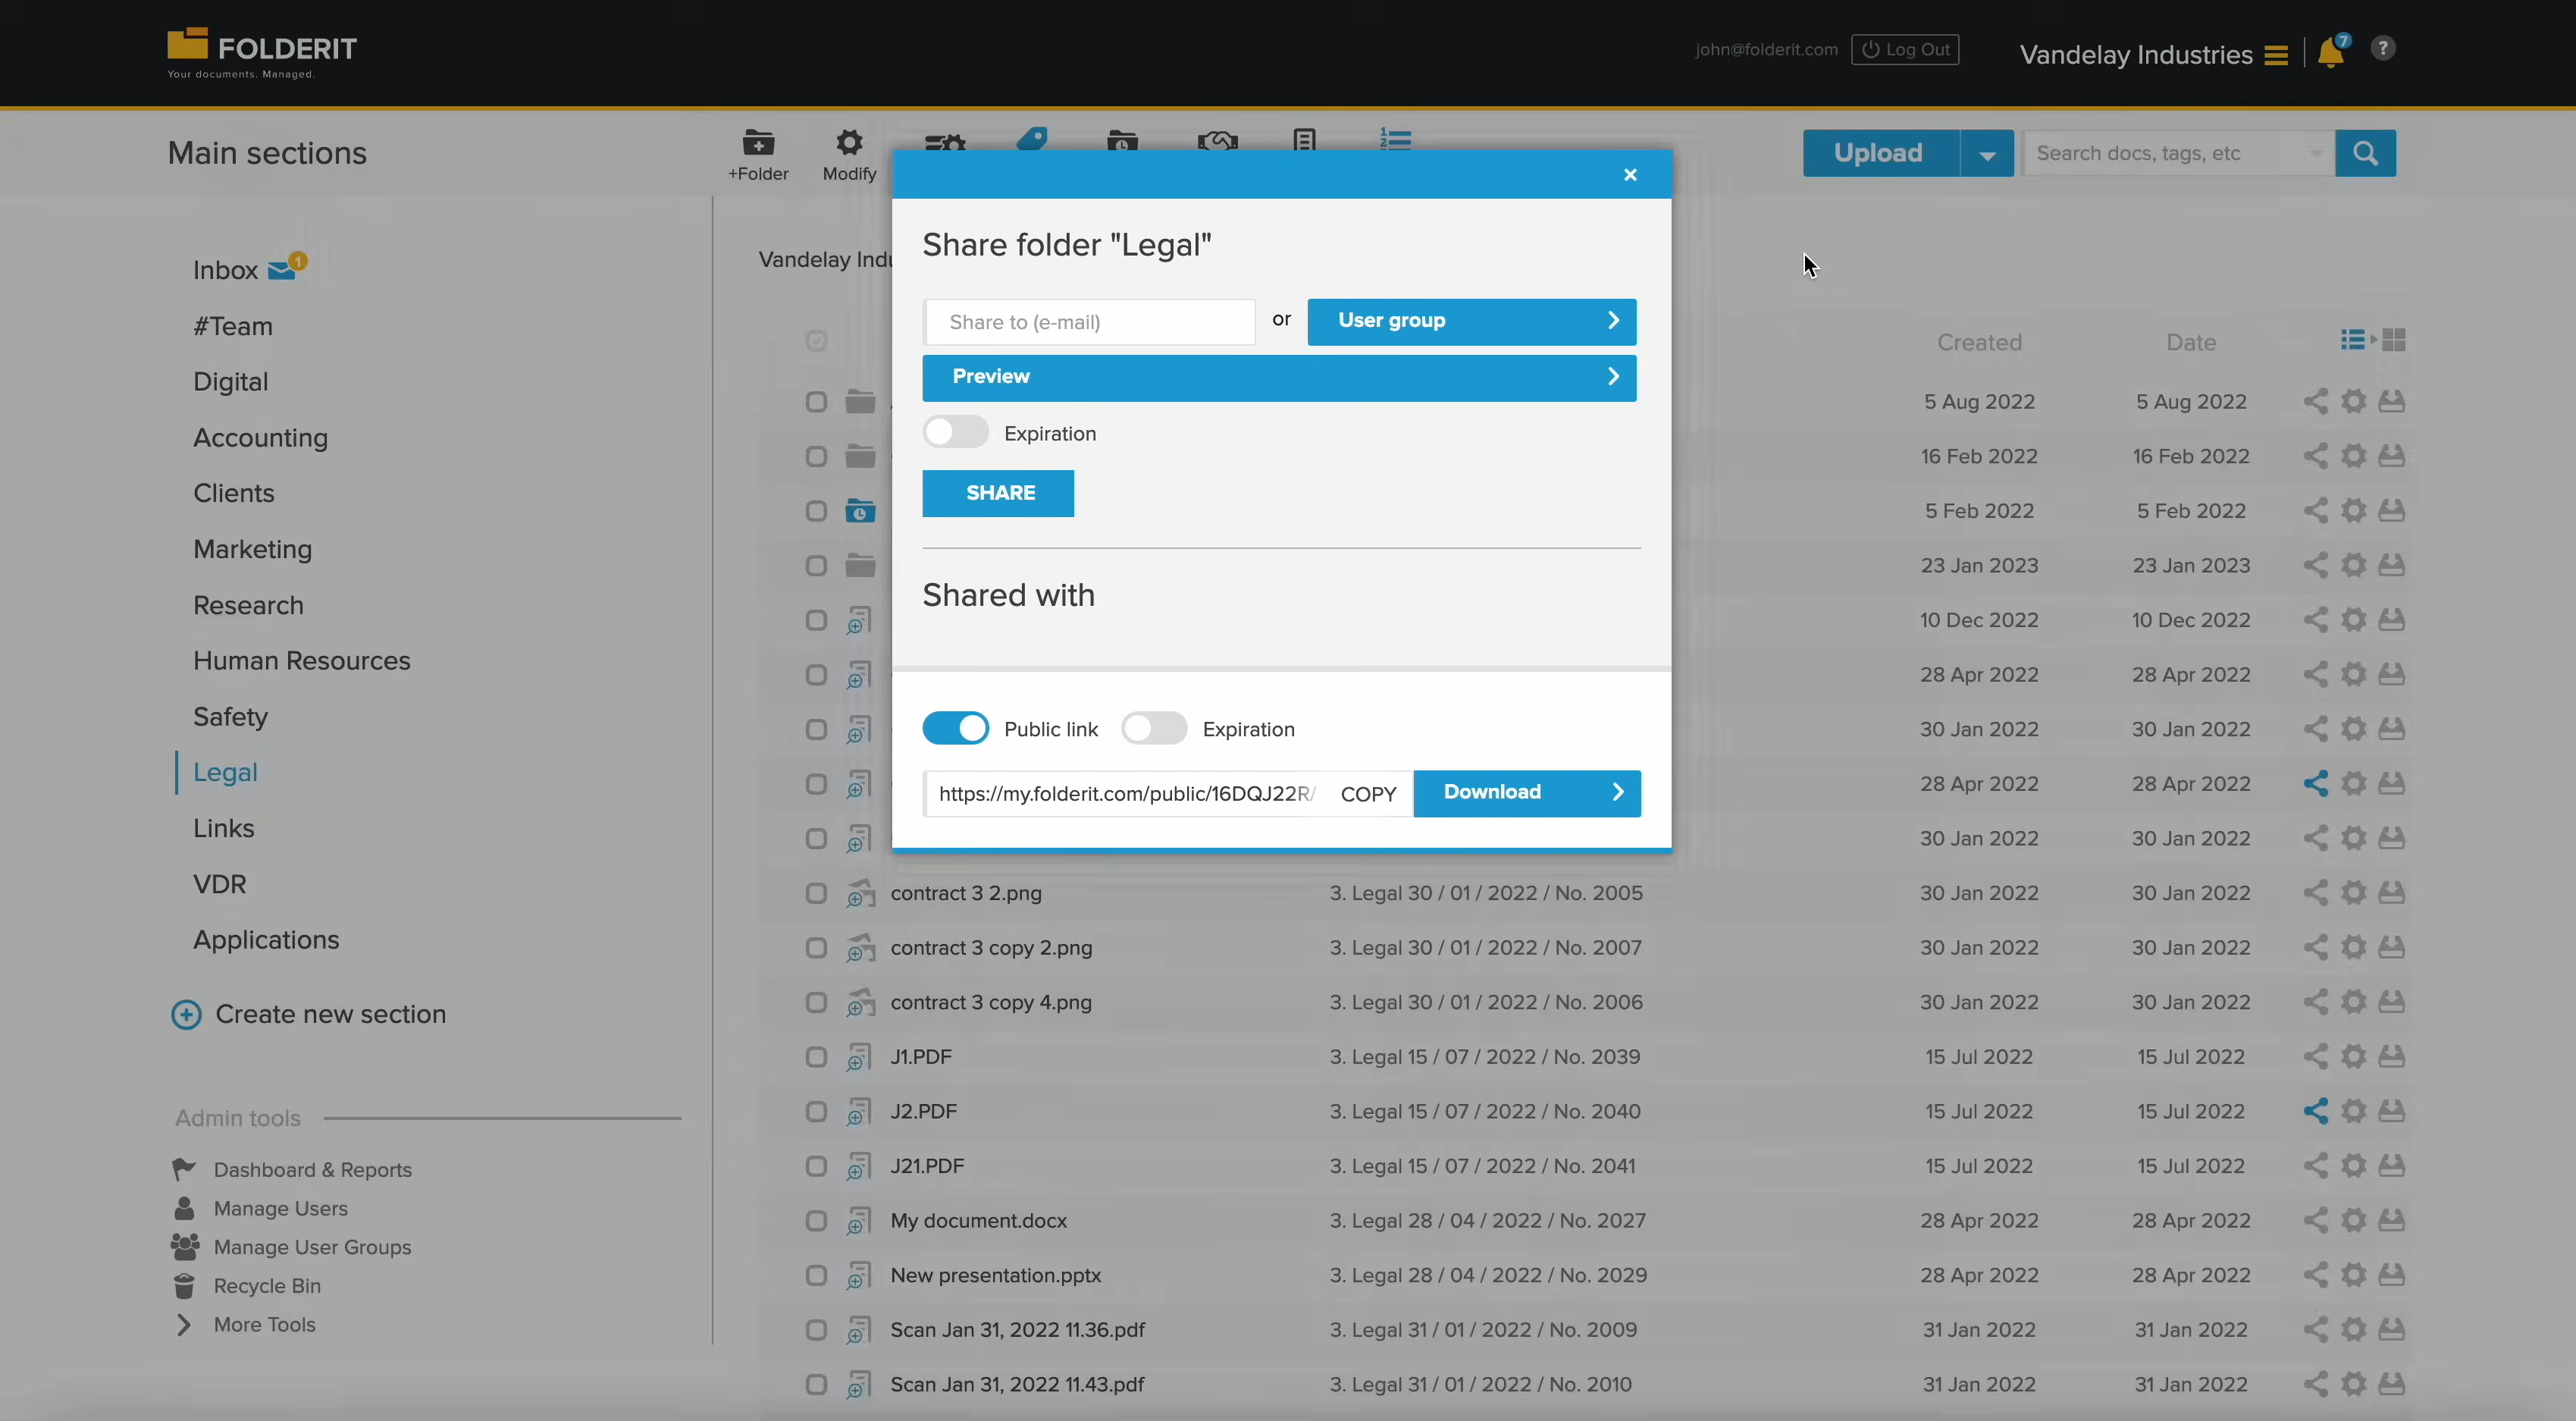 FOLDERIT
Your documents. Managed.
john@folderit.com
Log Out
Vandelay Industries
7
?
Main sections
+Folder
Modify
Upload
Search docs, tags, etc
Inbox 1
#Team
Digital
Accounting
Clients
Marketing
Research
Human Resources
Safety
Legal
Links
VDR
Applications
Create new section
Admin tools
Dashboard & Reports
Manage Users
Manage User Groups
Recycle Bin
More Tools
Share folder "Legal"
Share to (e-mail)
or
User group
Preview
Expiration
SHARE
Shared with
Public link
Expiration
https://my.folderit.com/public/16DQJ22R/
COPY
Download
Created Date
5 Aug 2022 5 Aug 2022
16 Feb 2022 16 Feb 2022
5 Feb 2022 5 Feb 2022
23 Jan 2023 23 Jan 2023
10 Dec 2022 10 Dec 2022
28 Apr 2022 28 Apr 2022
30 Jan 2022 30 Jan 2022
28 Apr 2022 28 Apr 2022
30 Jan 2022 30 Jan 2022
contract 3 2.png 3. Legal 30 / 01 / 2022 / No. 2005 30 Jan 2022 30 Jan 2022
contract 3 copy 2.png 3. Legal 30 / 01 / 2022 / No. 2007 30 Jan 2022 30 Jan 2022
contract 3 copy 4.png 3. Legal 30 / 01 / 2022 / No. 2006 30 Jan 2022 30 Jan 2022
J1.PDF 3. Legal 15 / 07 / 2022 / No. 2039 15 Jul 2022 15 Jul 2022
J2.PDF 3. Legal 15 / 07 / 2022 / No. 2040 15 Jul 2022 15 Jul 2022
J21.PDF 3. Legal 15 / 07 / 2022 / No. 2041 15 Jul 2022 15 Jul 2022
My document.docx 3. Legal 28 / 04 / 2022 / No. 2027 28 Apr 2022 28 Apr 2022
New presentation.pptx 3. Legal 28 / 04 / 2022 / No. 2029 28 Apr 2022 28 Apr 2022
Scan Jan 31, 2022 11.36.pdf 3. Legal 31 / 01 / 2022 / No. 2009 31 Jan 2022 31 Jan 2022
Scan Jan 31, 2022 11.43.pdf 3. Legal 31 / 01 / 2022 / No. 2010 31 Jan 2022 31 Jan 2022